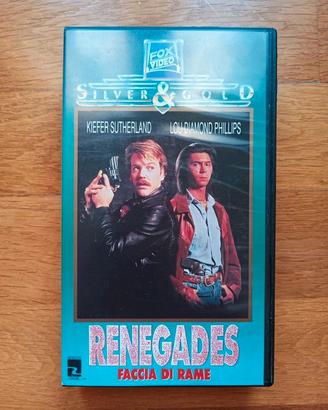 FOX
VIDEO
SILVER & GOLD
KIEFER SUTHERLAND LOU DIAMOND PHILLIPS
RENEGADES
FACCIA DI RAME